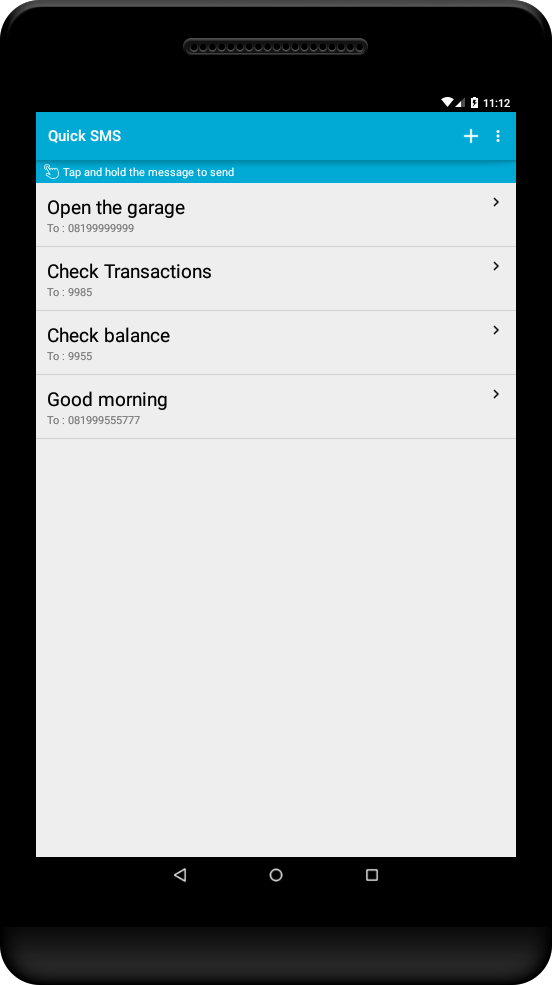 11:12
Quick SMS
Tap and hold the message to send
Open the garage
To : 08199999999
Check Transactions
To : 9985
Check balance
To : 9955
Good morning
To : 081999555777